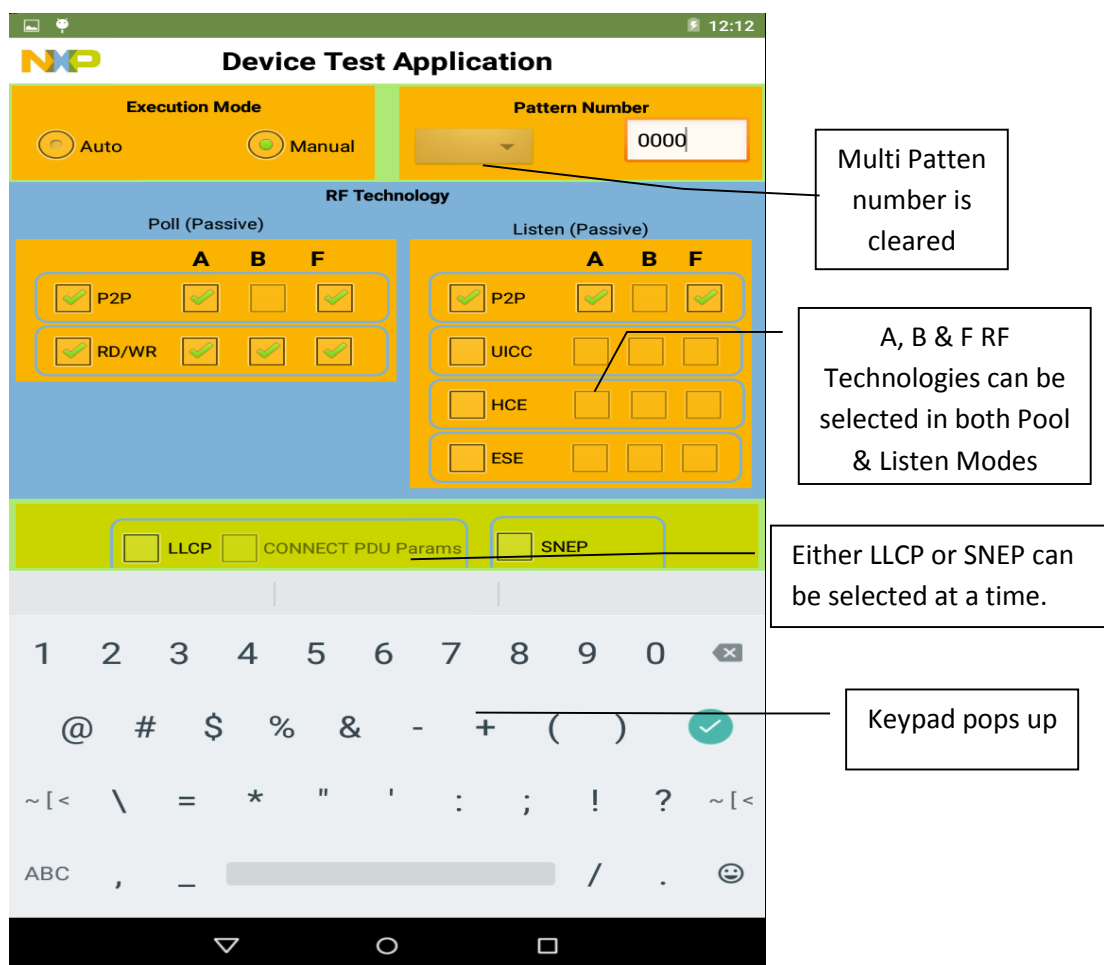 12:12
NXP
Device Test Application
Execution Mode
Auto
Manual
Pattern Number
0000
Multi Patten
number is
cleared
RF Technology
Poll (Passive)
A B F
P2P
RD/WR
Listen (Passive)
A B F
P2P
UICC
HCE
ESE
A, B & F RF
Technologies can be
selected in both Pool
& Listen Modes
LLCP CONNECT PDU Params
SNEP
Either LLCP or SNEP can
be selected at a time.
1 2 3 4 5 6 7 8 9 0
@ # $ % & - + ( )
Keypad pops up
~ [ < \ = * " ' : ; ! ? ~ [ <
ABC , _ / .